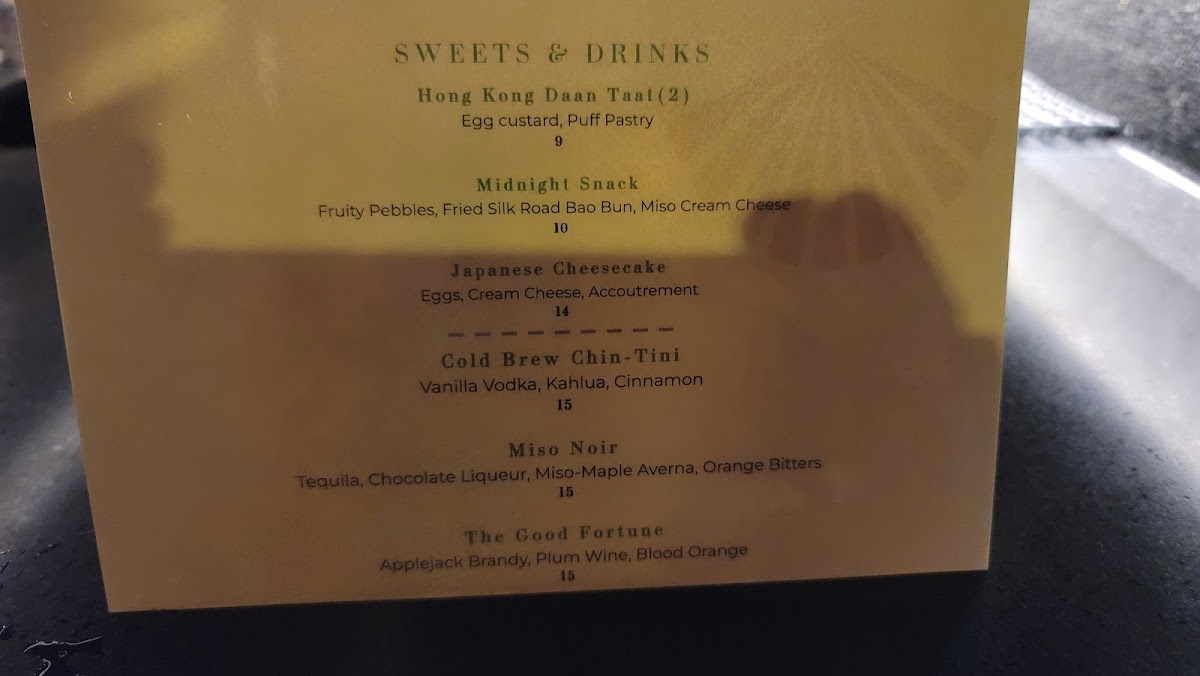 SWEETS & DRINKS
Hong Kong Daan Taat(2)
Egg custard, Puff Pastry
9
Midnight Snack
Fruity Pebbles, Fried Silk Road Bao Bun, Miso Cream Cheese
10
Japanese Cheesecake
Eggs, Cream Cheese, Accoutrement
14
Cold Brew Chin-Tini
Vanilla Vodka, Kahlua, Cinnamon
15
Miso Noir
Tequila, Chocolate Liqueur, Miso-Maple Averna, Orange Bitters
15
The Good Fortune
Applejack Brandy, Plum Wine, Blood Orange
15